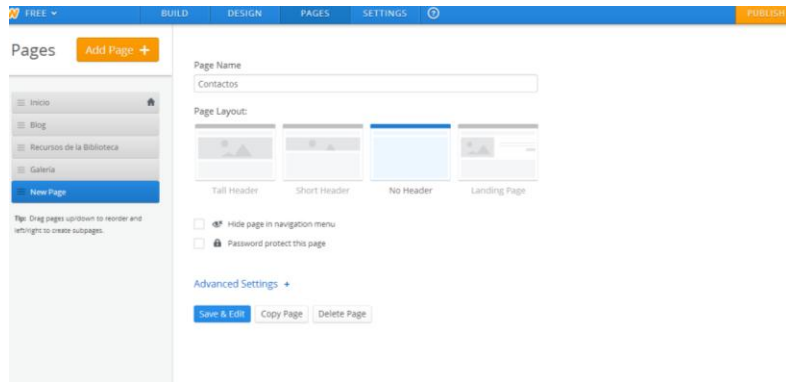 FREE BUILD DESIGN PAGES SETTINGS ? PUBLISH
Pages
Add Page +
Inicio
Blog
Recursos de la Biblioteca
Galería
New Page
Tip: Drag pages up/down to reorder and
left/right to create subpages.
Page Name
Contactos
Page Layout:
Tall Header Short Header No Header Landing Page
Hide page in navigation menu
Password protect this page
Advanced Settings +
Save & Edit Copy Page Delete Page